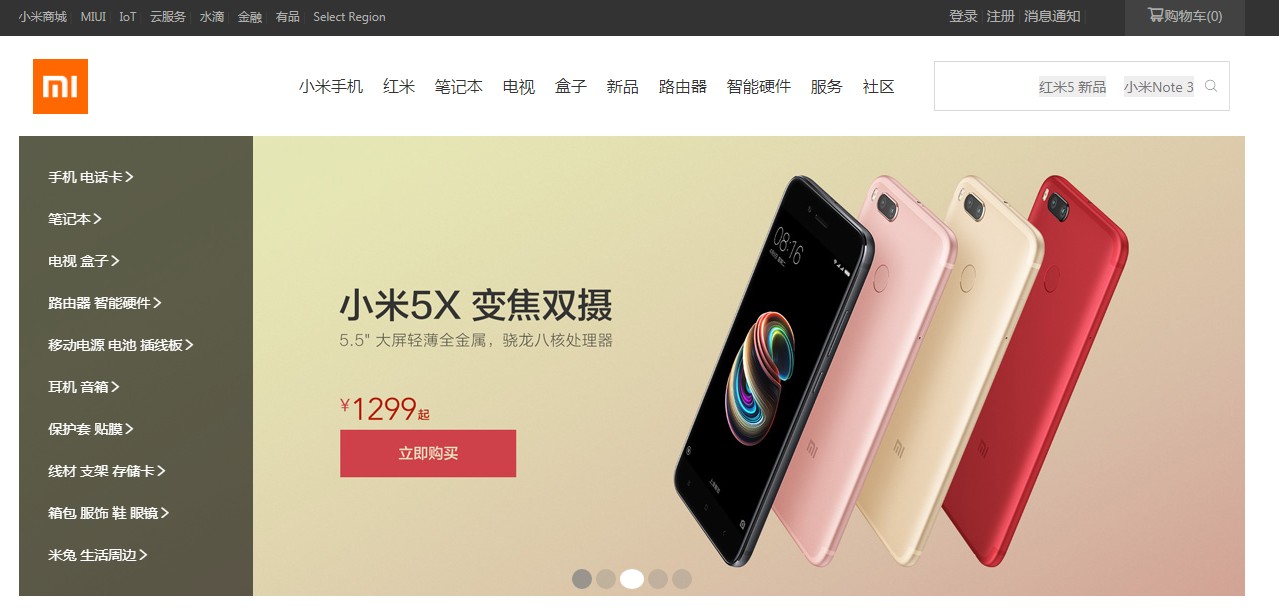 小米商城 MIUI IoT 云服务 水滴 金融 有品 Select Region 登录 注册 消息通知 购物车(0)
小米手机 红米 笔记本 电视 盒子 新品 路由器 智能硬件 服务 社区 红米5 新品 小米Note 3
手机 电话卡
笔记本
电视 盒子
路由器 智能硬件
移动电源 电池 插线板
耳机 音箱
保护套 贴膜
线材 支架 存储卡
箱包 服饰 鞋 眼镜
米兔 生活周边
小米5X 变焦双摄
5.5" 大屏轻薄全金属，骁龙八核处理器
¥1299起
立即购买
08:16